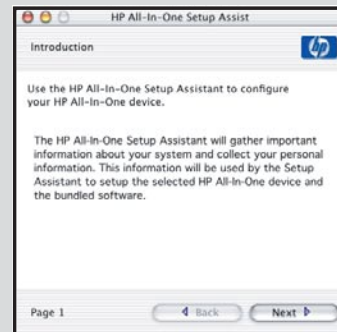 HP All-In-One Setup Assist
Introduction
hp
Use the HP All-In-One Setup Assistant to configure
your HP All-In-One device.
The HP All-In-One Setup Assistant will gather important
information about your system and collect your personal
information. This information will be used by the Setup
Assistant to setup the selected HP All-In-One device and
the bundled software.
Page 1
Back
Next